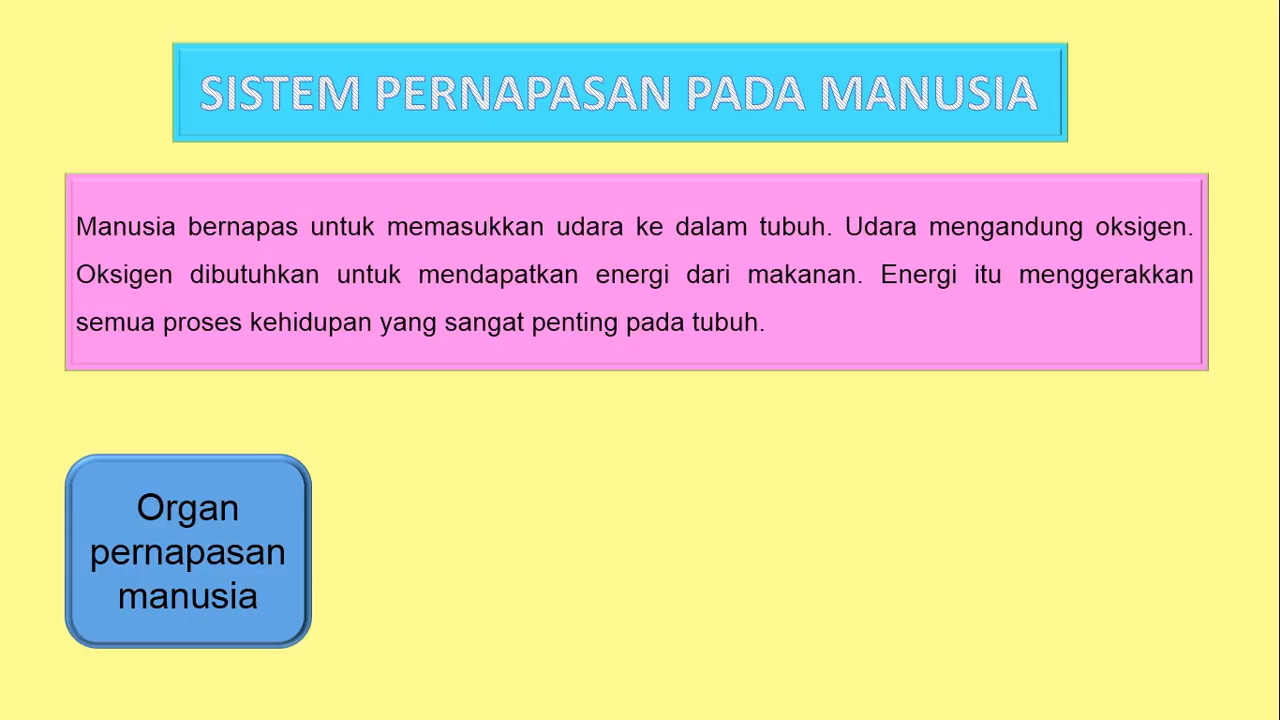 SISTEM PERNAPASAN PADA MANUSIA
Manusia bernapas untuk memasukkan udara ke dalam tubuh. Udara mengandung oksigen.
Oksigen dibutuhkan untuk mendapatkan energi dari makanan. Energi itu menggerakkan
semua proses kehidupan yang sangat penting pada tubuh.
Organ
pernapasan
manusia